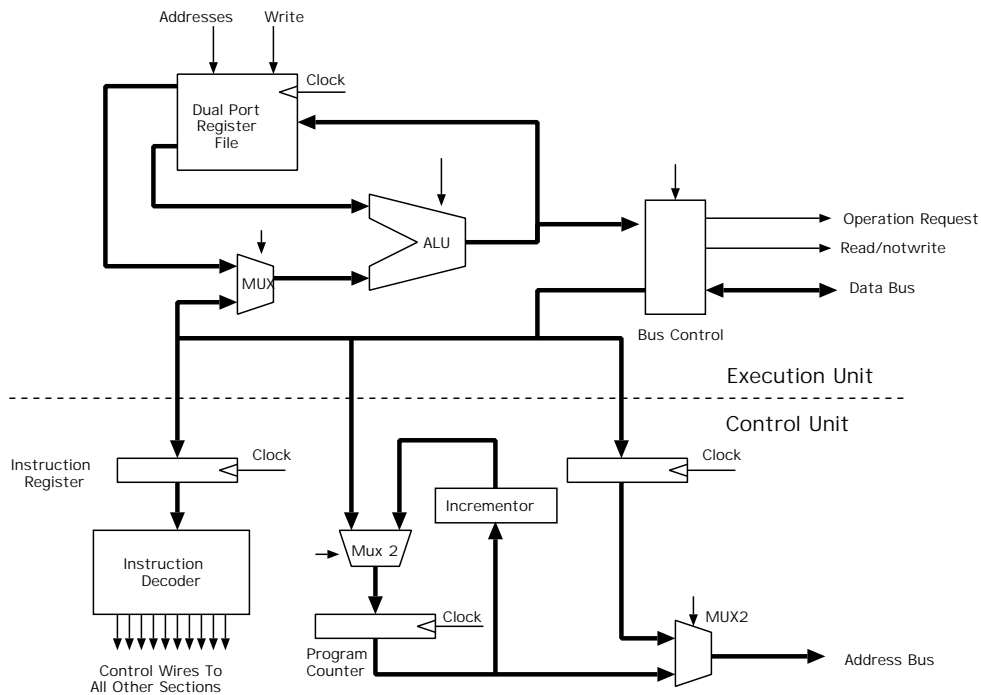 Addresses
Write
Clock
Dual Port
Register
File
ALU
MUX
Operation Request
Read/notwrite
Data Bus
Bus Control
Execution Unit
Control Unit
Instruction
Register
Clock
Clock
Incrementor
Instruction
Decoder
Mux 2
Clock
MUX2
Program
Counter
Address Bus
Control Wires To
All Other Sections